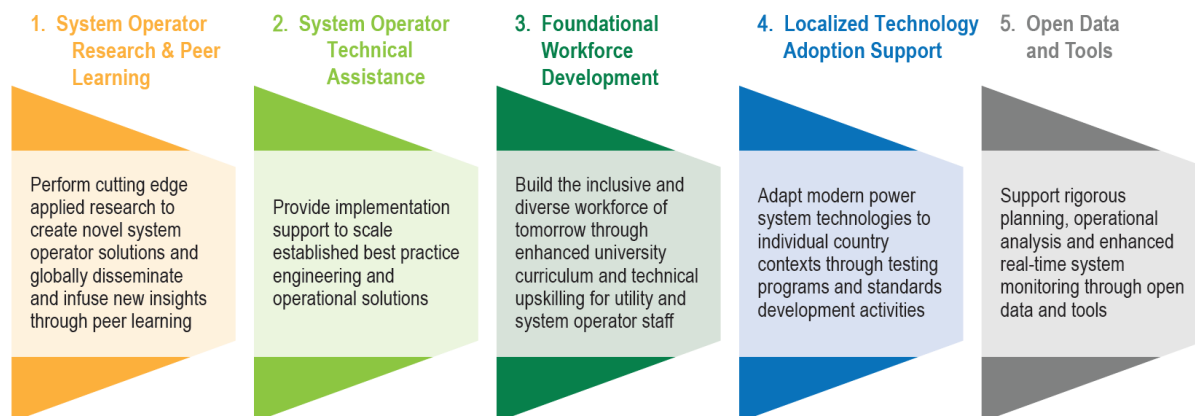 1. System Operator
Research & Peer
Learning
2. System Operator
Technical
Assistance
3. Foundational
Workforce
Development
4. Localized Technology
Adoption Support
5. Open Data
and Tools
Perform cutting edge
applied research to
create novel system
operator solutions and
globally disseminate
and infuse new insights
through peer learning
Provide implementation
support to scale
established best practice
engineering and
operational solutions
Build the inclusive and
diverse workforce of
tomorrow through
enhanced university
curriculum and technical
upskilling for utility and
system operator staff
Adapt modern power
system technologies to
individual country
contexts through testing
programs and standards
development activities
Support rigorous
planning, operational
analysis and enhanced
real-time system
monitoring through open
data and tools